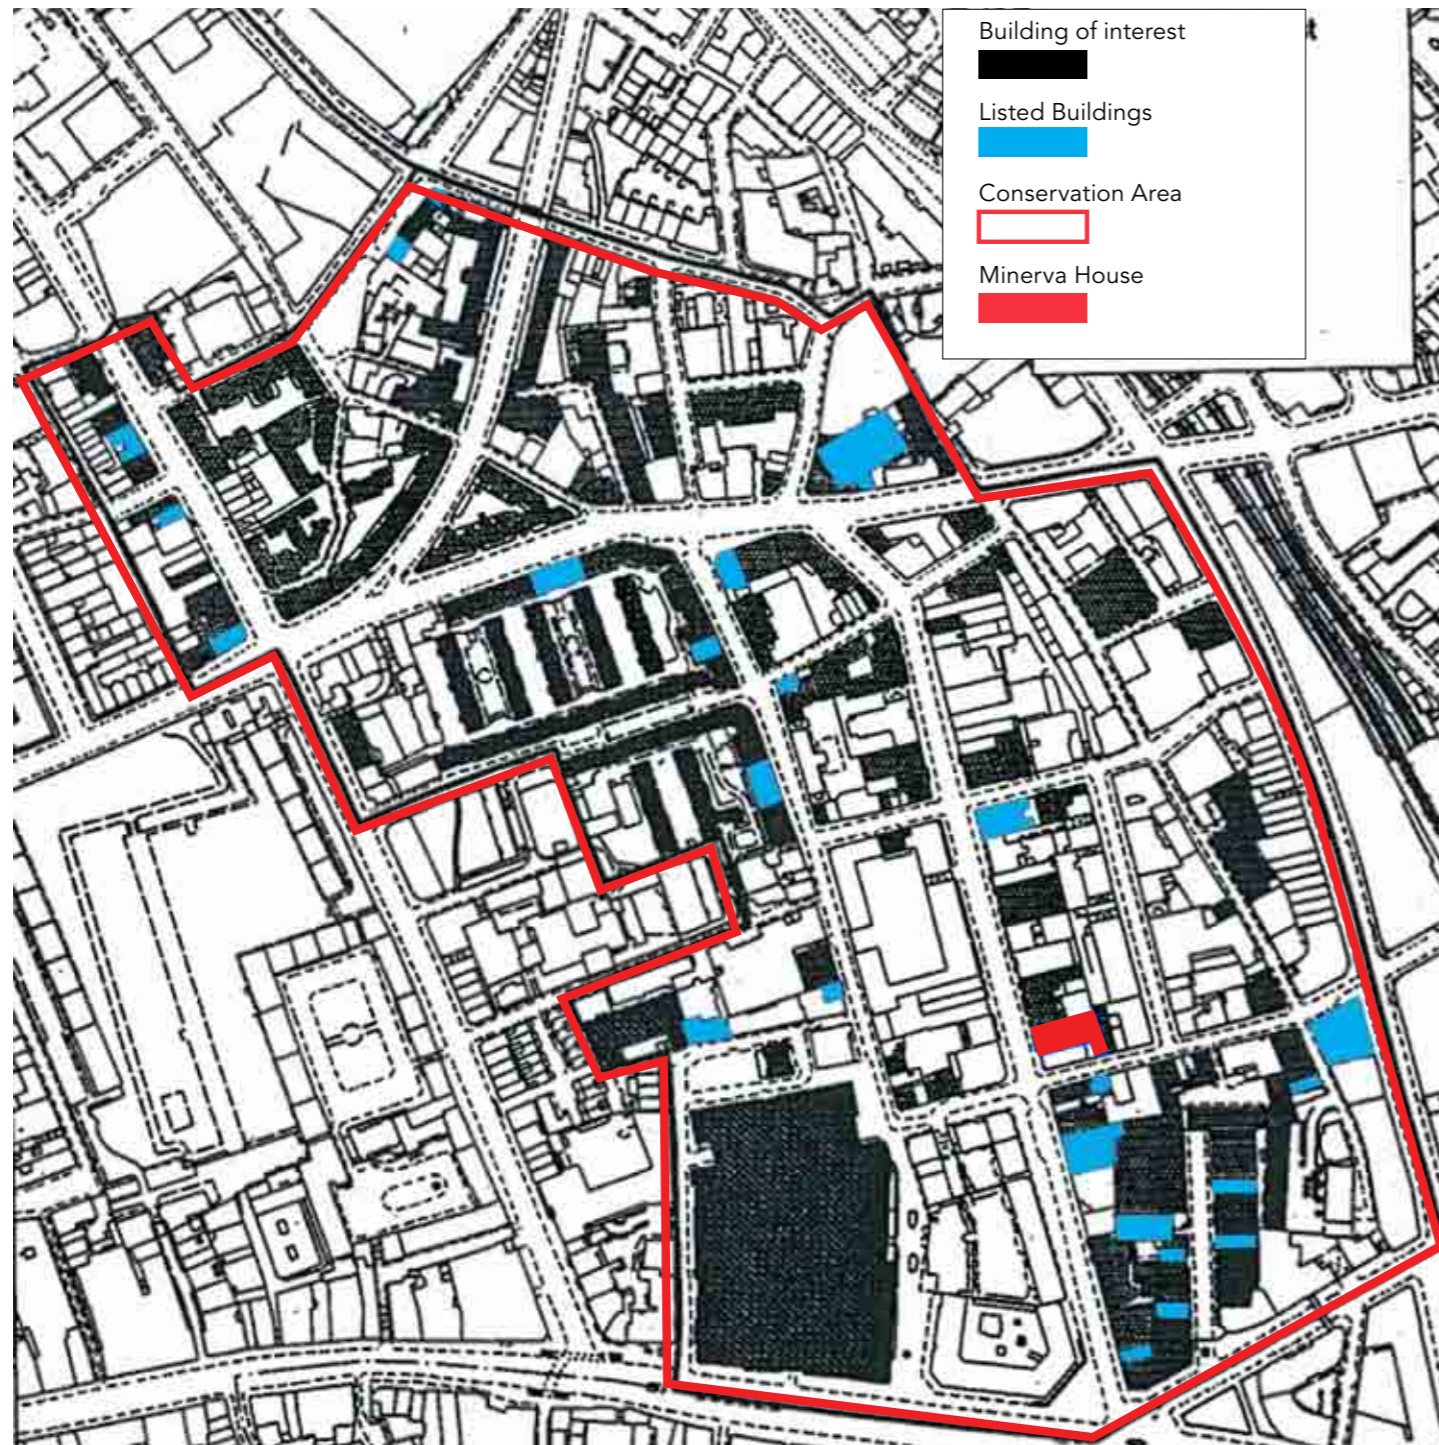 Building of interest
Listed Buildings
Conservation Area
Minerva House